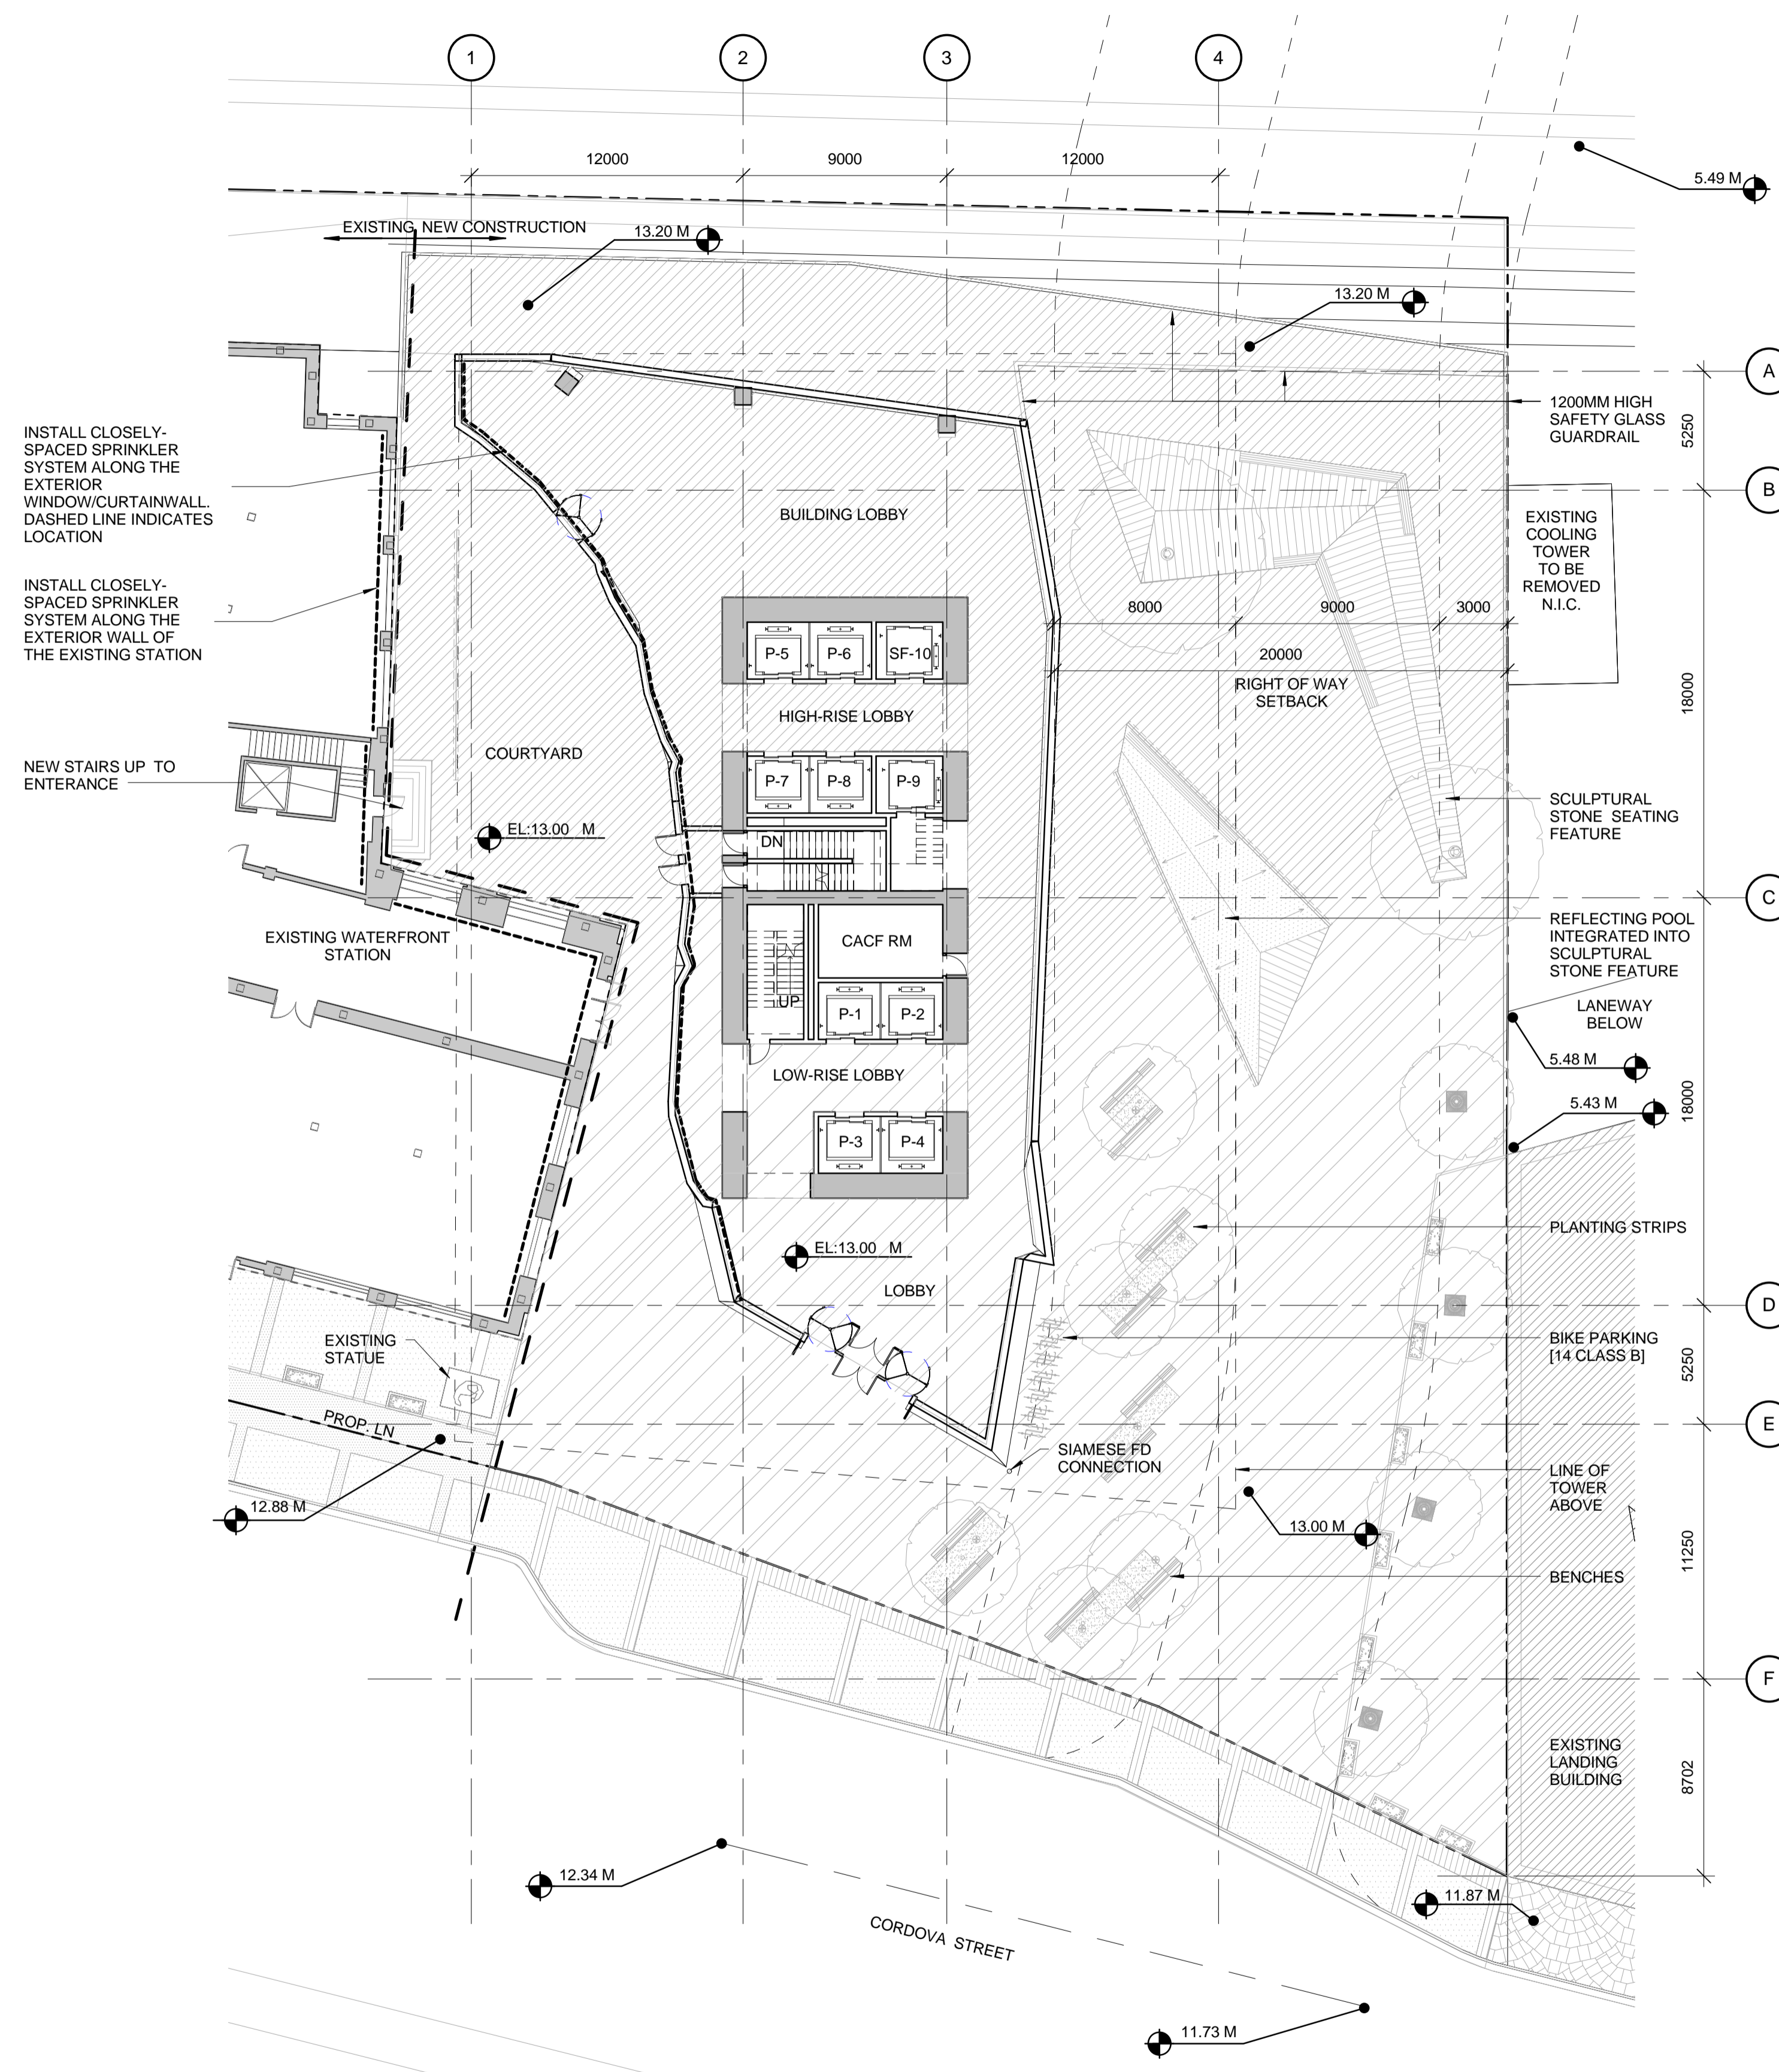 1
2
3
4
12000
9000
12000
5.49 M
EXISTING
NEW CONSTRUCTION
13.20 M
13.20 M
A
1200MM HIGH
SAFETY GLASS
GUARDRAIL
5250
INSTALL CLOSELY-
SPACED SPRINKLER
SYSTEM ALONG THE
EXTERIOR
WINDOW/CURTAINWALL.
DASHED LINE INDICATES
LOCATION
B
BUILDING LOBBY
EXISTING
COOLING
TOWER
TO BE
REMOVED
N.I.C.
INSTALL CLOSELY-
SPACED SPRINKLER
SYSTEM ALONG THE
EXTERIOR WALL OF
THE EXISTING STATION
8000
9000
3000
P-5
P-6
SF-10
20000
RIGHT OF WAY
SETBACK
18000
HIGH-RISE LOBBY
COURTYARD
NEW STAIRS UP TO
ENTERANCE
P-7
P-8
P-9
SCULPTURAL
STONE SEATING
FEATURE
EL:13.00 M
DN
C
EXISTING WATERFRONT
STATION
CACF RM
REFLECTING POOL
INTEGRATED INTO
SCULPTURAL
STONE FEATURE
UP
P-1
P-2
LANEWAY
BELOW
5.48 M
LOW-RISE LOBBY
5.43 M
18000
P-3
P-4
PLANTING STRIPS
EL:13.00 M
LOBBY
D
EXISTING
STATUE
BIKE PARKING
[14 CLASS B]
5250
PROP. LN
E
SIAMESE FD
CONNECTION
LINE OF
TOWER
ABOVE
12.88 M
13.00 M
11250
BENCHES
F
EXISTING
LANDING
BUILDING
8702
12.34 M
11.87 M
CORDOVA STREET
11.73 M